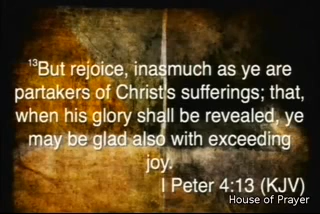 ¹³But rejoice, inasmuch as ye are
partakers of Christ's sufferings; that,
when his glory shall be revealed, ye
may be glad also with exceeding
joy.
I Peter 4:13 (KJV)
House of Prayer